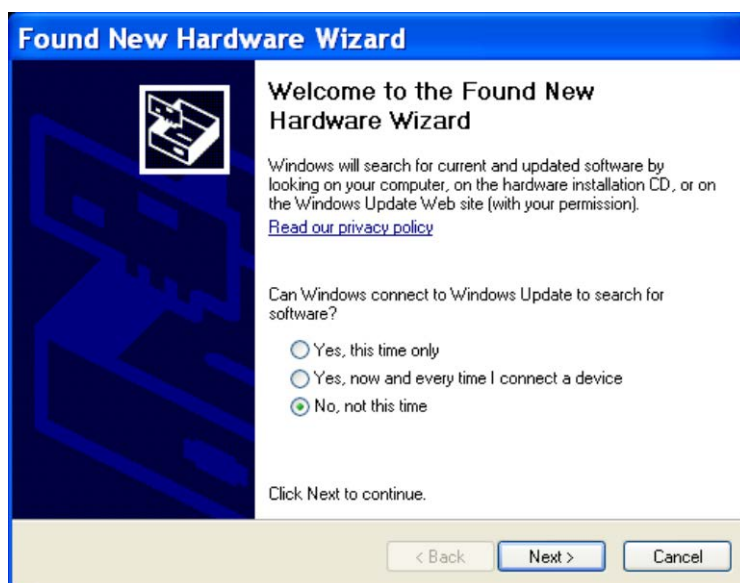 Found New Hardware Wizard
Welcome to the Found New
Hardware Wizard
Windows will search for current and updated software by
looking on your computer, on the hardware installation CD, or on
the Windows Update Web site (with your permission).
Read our privacy policy
Can Windows connect to Windows Update to search for
software?
Yes, this time only
Yes, now and every time I connect a device
No, not this time
Click Next to continue.
< Back
Next >
Cancel